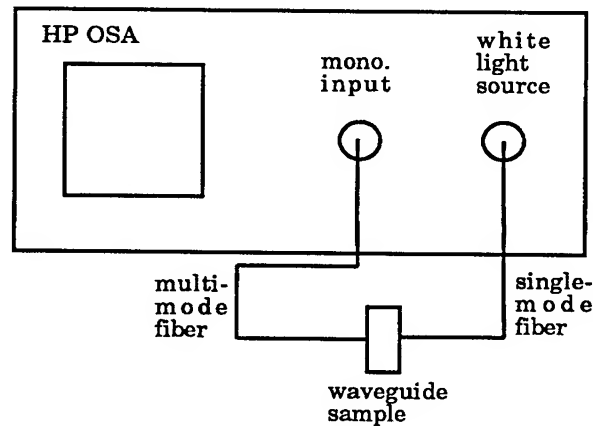 HP OSA
mono.
input
white
light
source
multi-
mode
fiber
single-
mode
fiber
waveguide
sample